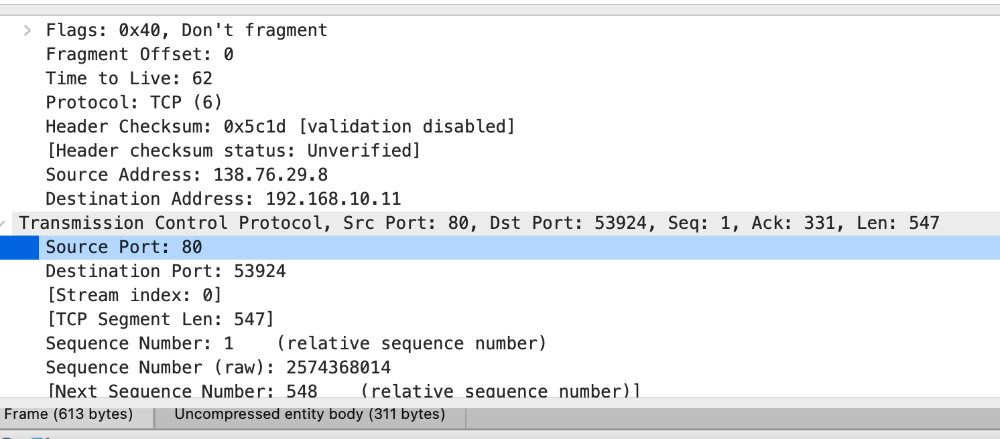 Flags: 0x40, Don't fragment
Fragment Offset: 0
Time to Live: 62
Protocol: TCP (6)
Header Checksum: 0x5c1d [validation disabled]
[Header checksum status: Unverified]
Source Address: 138.76.29.8
Destination Address: 192.168.10.11
Transmission Control Protocol, Src Port: 80, Dst Port: 53924, Seq: 1, Ack: 331, Len: 547
Source Port: 80
Destination Port: 53924
[Stream index: 0]
[TCP Segment Len: 547]
Sequence Number: 1    (relative sequence number)
Sequence Number (raw): 2574368014
[Next Sequence Number: 548    (relative sequence number)]
Frame (613 bytes)    Uncompressed entity body (311 bytes)